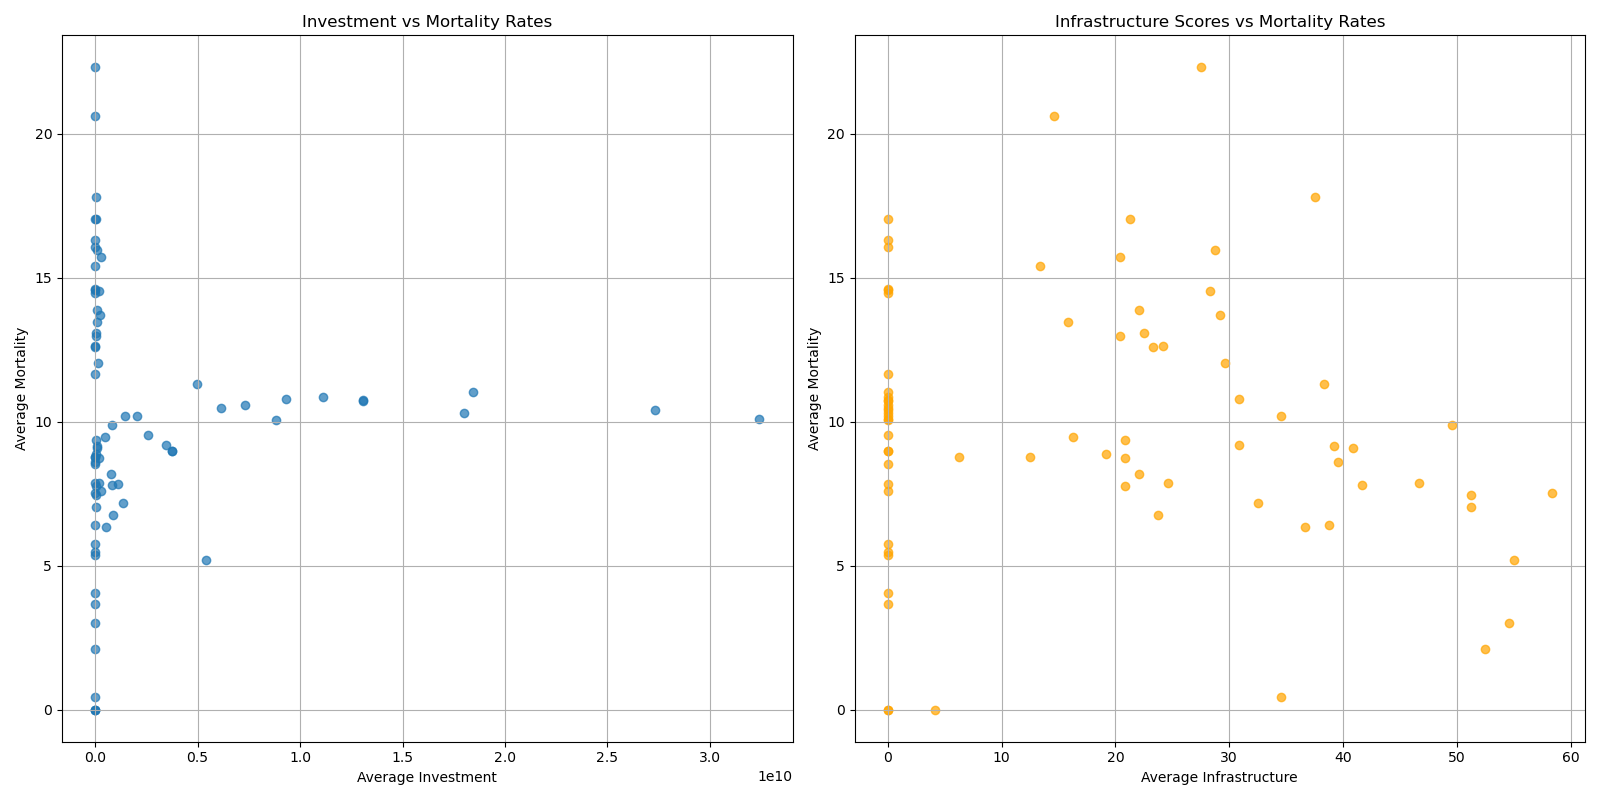 Investment vs Mortality Rates
Average Mortality
20
15
10
5
0
0.0 0.5 1.0 1.5 2.0 2.5 3.0
1e10
Average Investment
Infrastructure Scores vs Mortality Rates
Average Mortality
20
15
10
5
0
0 10 20 30 40 50 60
Average Infrastructure